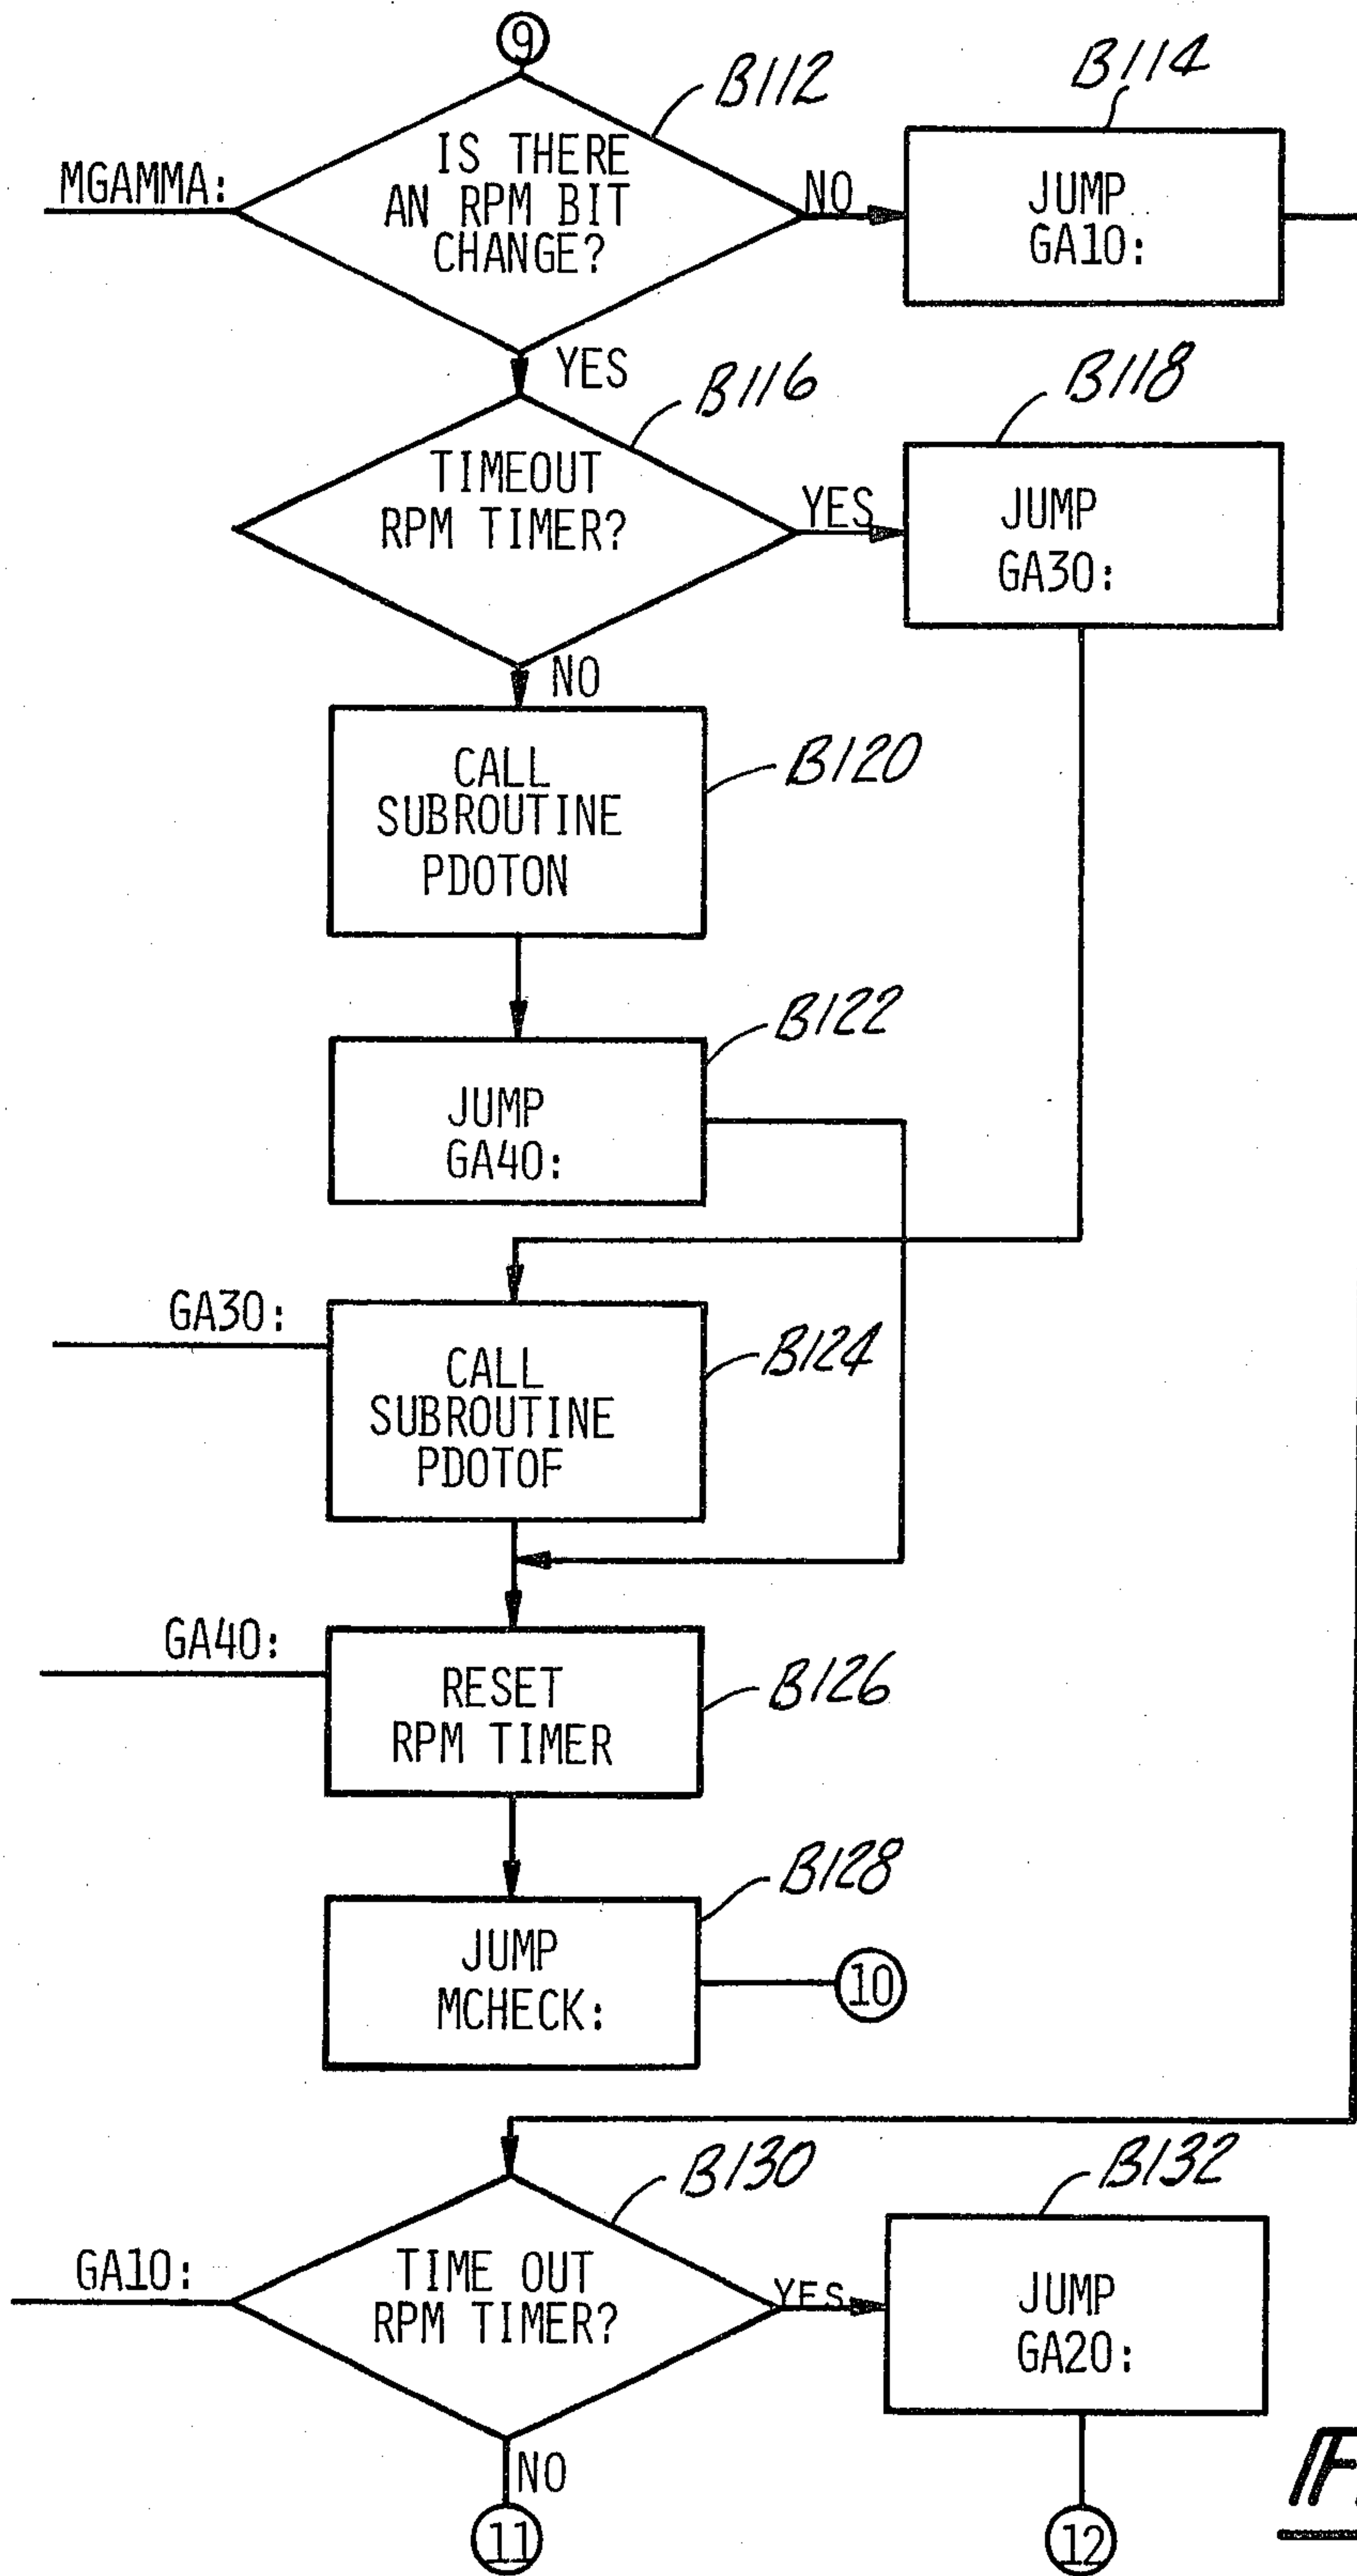 9
B112
B114
MGAMMA:
IS THERE
AN RPM BIT
CHANGE?
NO
JUMP
GA10:
YES
B116
B118
TIMEOUT
RPM TIMER?
YES
JUMP
GA30:
NO
CALL
SUBROUTINE
PDOTON
B120
B122
JUMP
GA40:
GA30:
CALL
SUBROUTINE
PDOTOF
B124
GA40:
RESET
RPM TIMER
B126
B128
JUMP
MCHECK:
10
B130
B132
GA10:
TIME OUT
RPM TIMER?
YES
JUMP
GA20:
NO
11
12